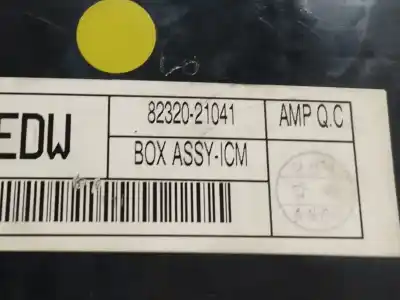 EDW
82320-21041
AMP Q.C
BOX ASSY-ICM